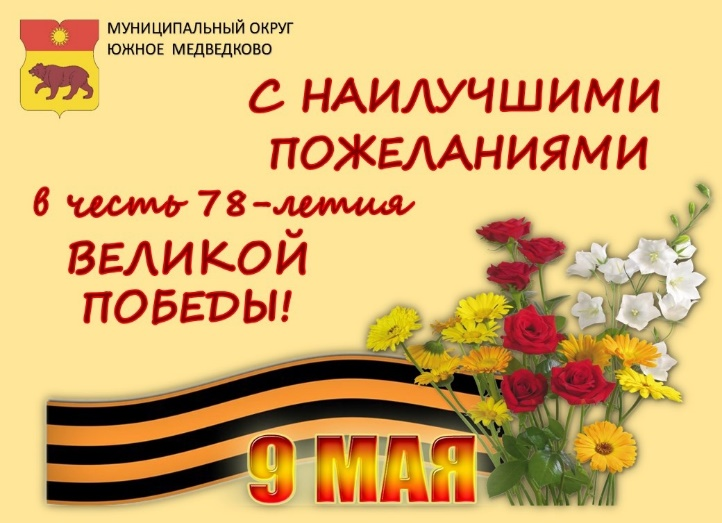 МУНИЦИПАЛЬНЫЙ ОКРУГ
ЮЖНОЕ МЕДВЕДКОВО
С НАИЛУЧШИМИ
ПОЖЕЛАНИЯМИ
в честь 78-летия
ВЕЛИКОЙ
ПОБЕДЫ!
9 МАЯ